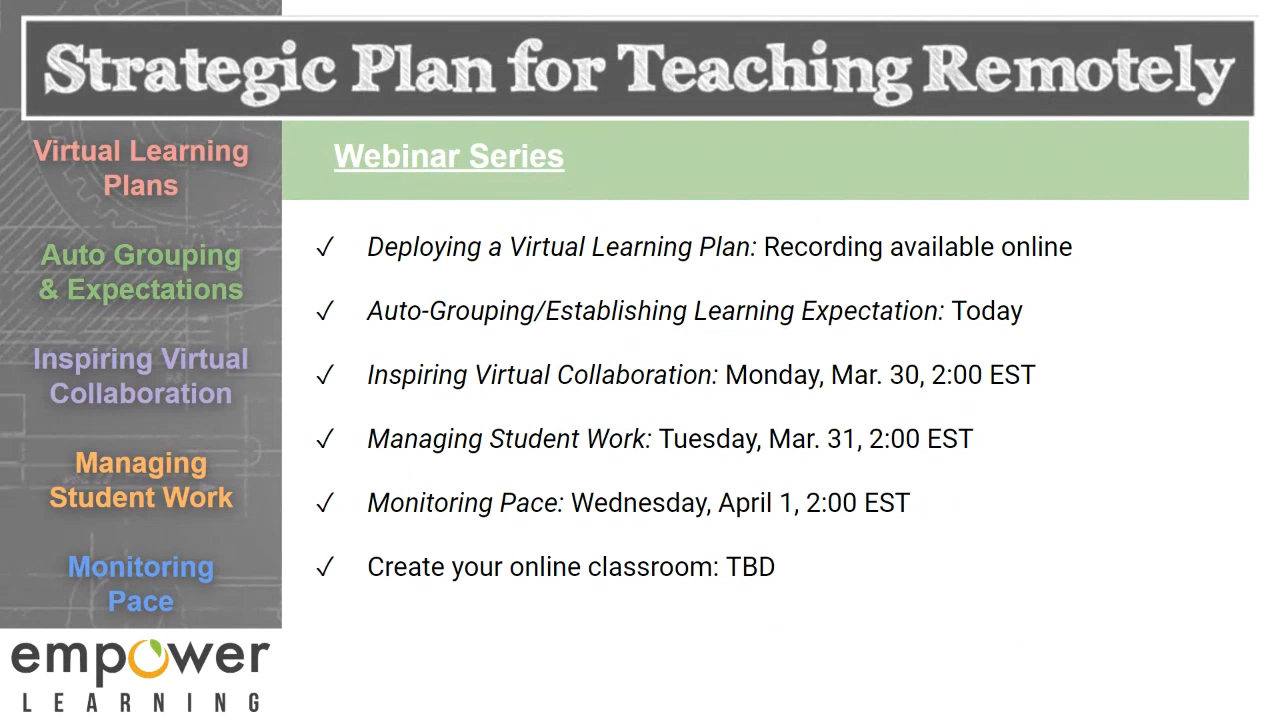 Strategic Plan for Teaching Remotely
Virtual Learning
Plans
Auto Grouping
& Expectations
Inspiring Virtual
Collaboration
Managing
Student Work
Monitoring
Pace
empower
LEARNING
Webinar Series
✓ Deploying a Virtual Learning Plan: Recording available online
✓ Auto-Grouping/Establishing Learning Expectation: Today
✓ Inspiring Virtual Collaboration: Monday, Mar. 30, 2:00 EST
✓ Managing Student Work: Tuesday, Mar. 31, 2:00 EST
✓ Monitoring Pace: Wednesday, April 1, 2:00 EST
✓ Create your online classroom: TBD